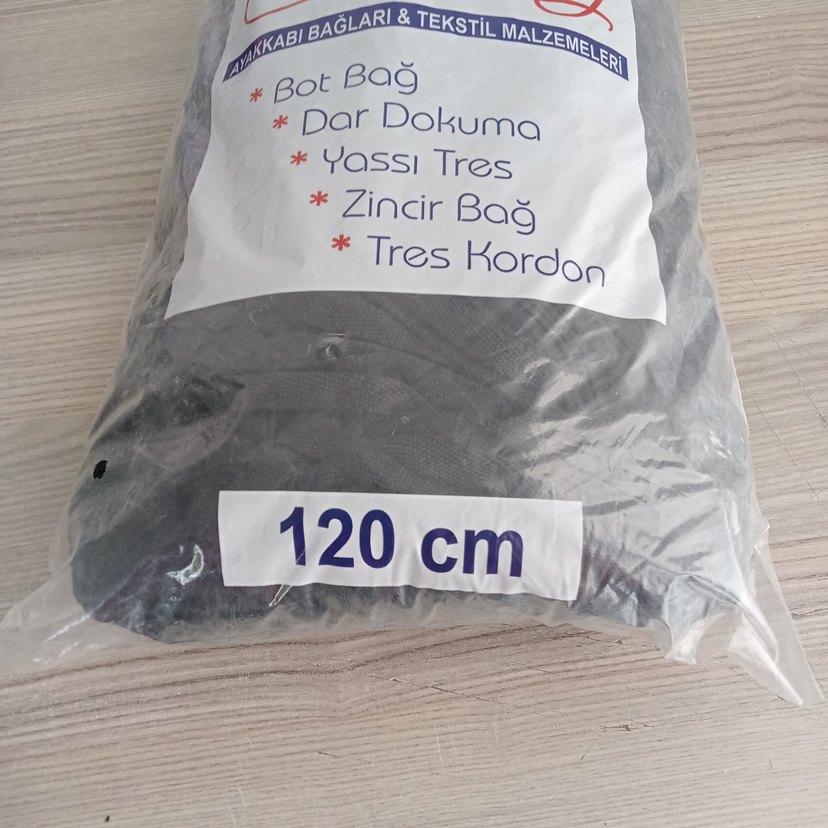 AYAKKABI BAĞLARI & TEKSTİL MALZEMELERİ
* Bot Bağ
* Dar Dokuma
* Yassı Tres
* Zincir Bağ
* Tres Kordon
120 cm